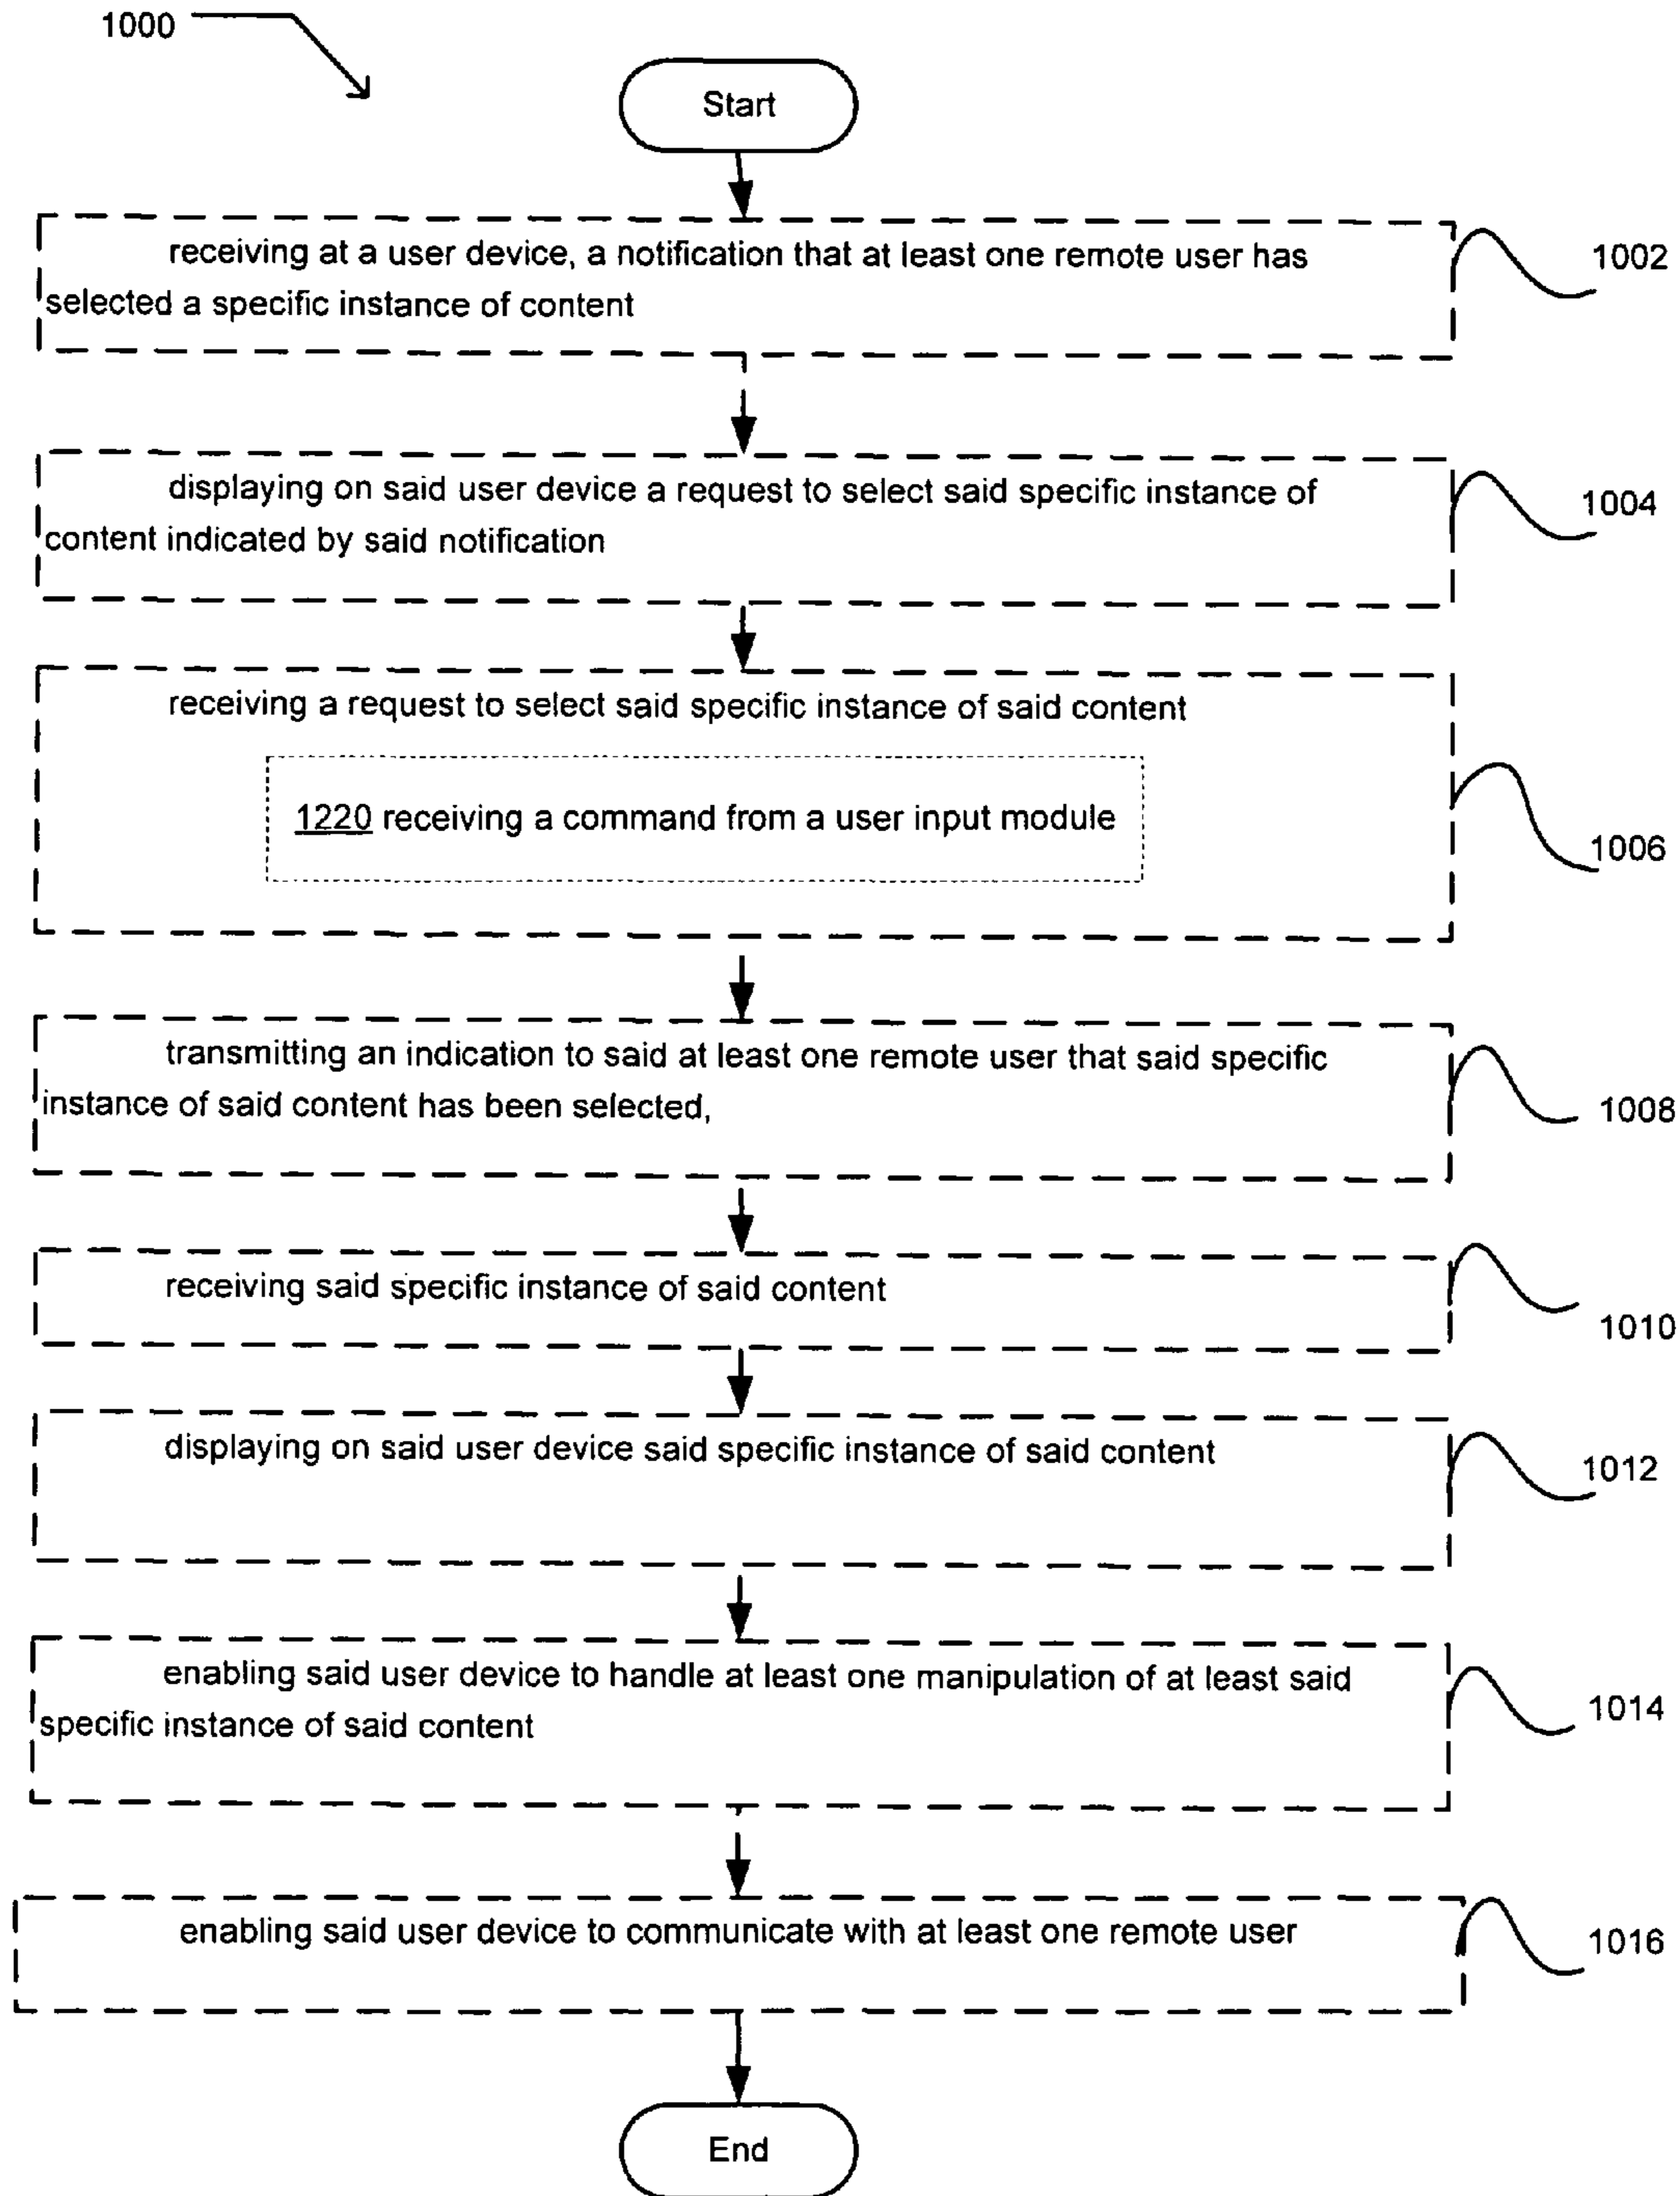 1000
Start
receiving at a user device, a notification that at least one remote user has
selected a specific instance of content
1002
displaying on said user device a request to select said specific instance of
content indicated by said notification
1004
receiving a request to select said specific instance of said content
1220 receiving a command from a user input module
1006
transmitting an indication to said at least one remote user that said specific
instance of said content has been selected,
1008
receiving said specific instance of said content
1010
displaying on said user device said specific instance of said content
1012
enabling said user device to handle at least one manipulation of at least said
specific instance of said content
1014
enabling said user device to communicate with at least one remote user
1016
End